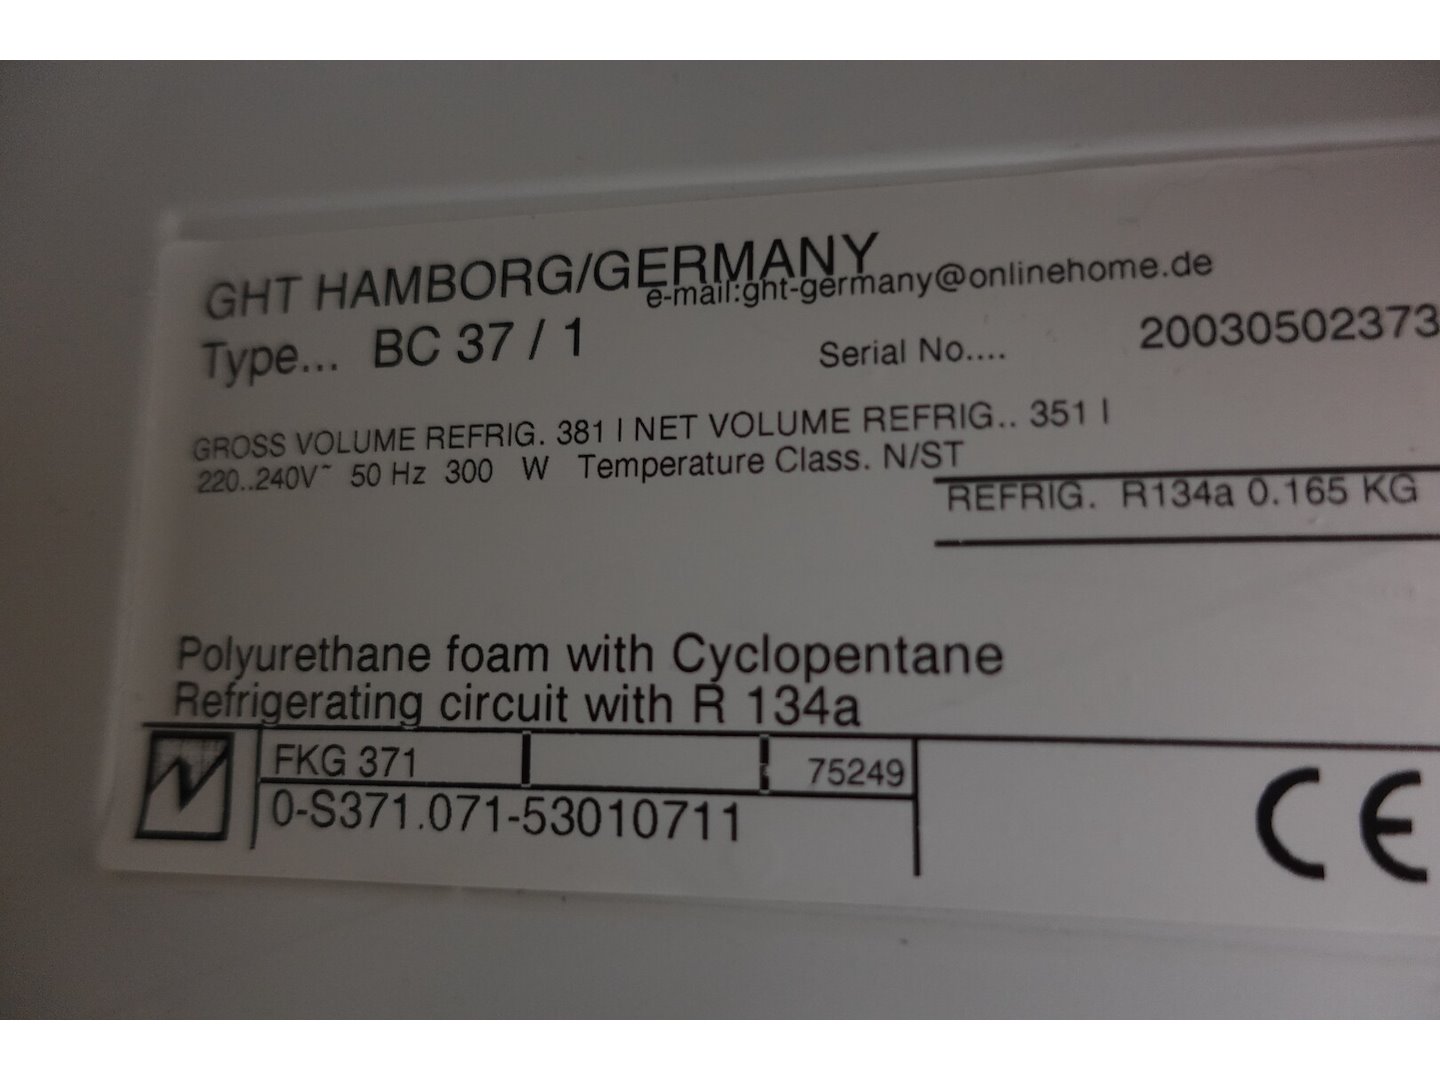 GHT HAMBORG/GERMANY
e-mail:ght-germany@onlinehome.de
Type... BC 37 / 1 Serial No.... 20030502373
GROSS VOLUME REFRIG. 381 l NET VOLUME REFRIG.. 351 l
220..240V~ 50 Hz 300 W Temperature Class. N/ST
REFRIG. R134a 0.165 KG
Polyurethane foam with Cyclopentane
Refrigerating circuit with R 134a
FKG 371 75249
0-S371.071-53010711
CE